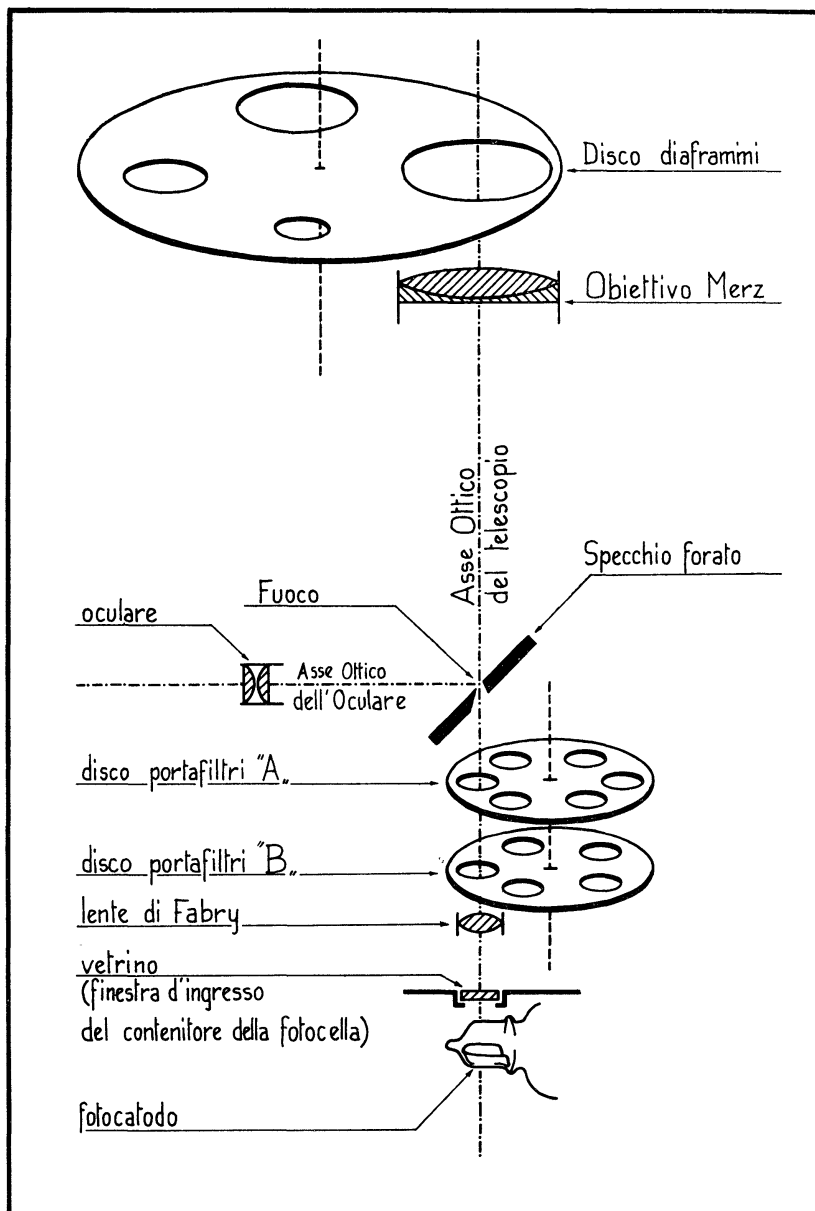 Disco diaframmi
Obiettivo Merz
Asse Ottico
del telescopio
Specchio forato
Fuoco
oculare
Asse Ottico
dell'Oculare
disco portafiltri "A„
disco portafiltri "B„
lente di Fabry
vetrino
(finestra d'ingresso
del contenitore della fotocella)
fotocatodo